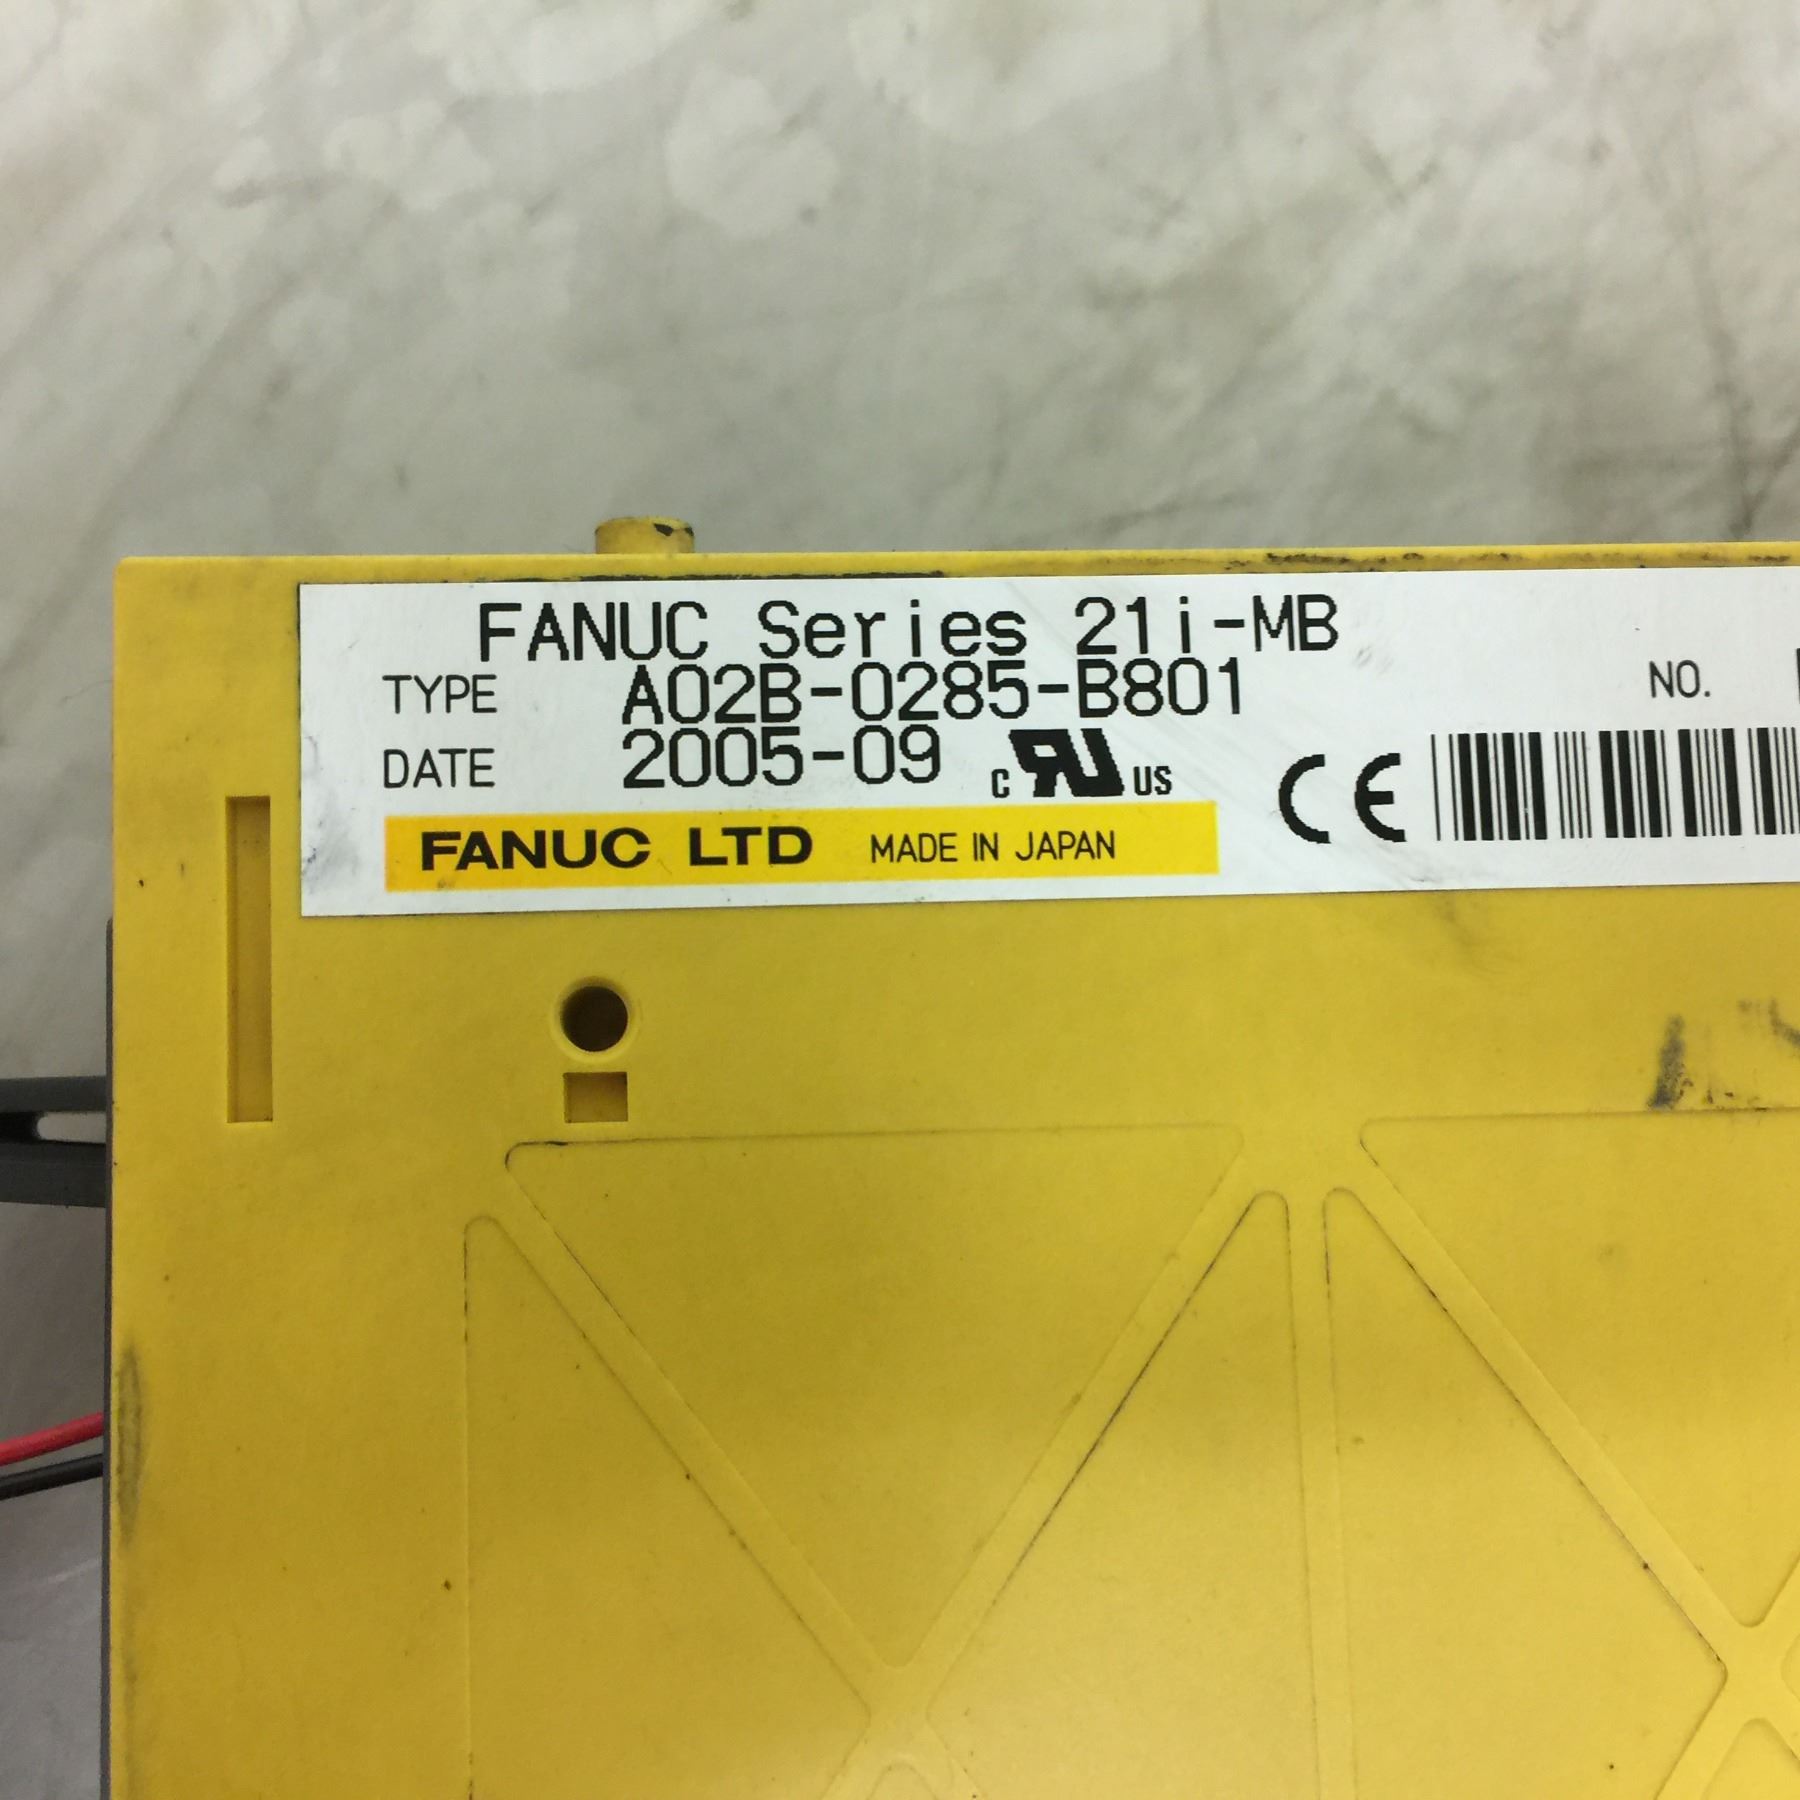 FANUC Series 21i-MB
TYPE A02B-0285-B801 NO.
DATE 2005-09 c RU US CE
FANUC LTD MADE IN JAPAN